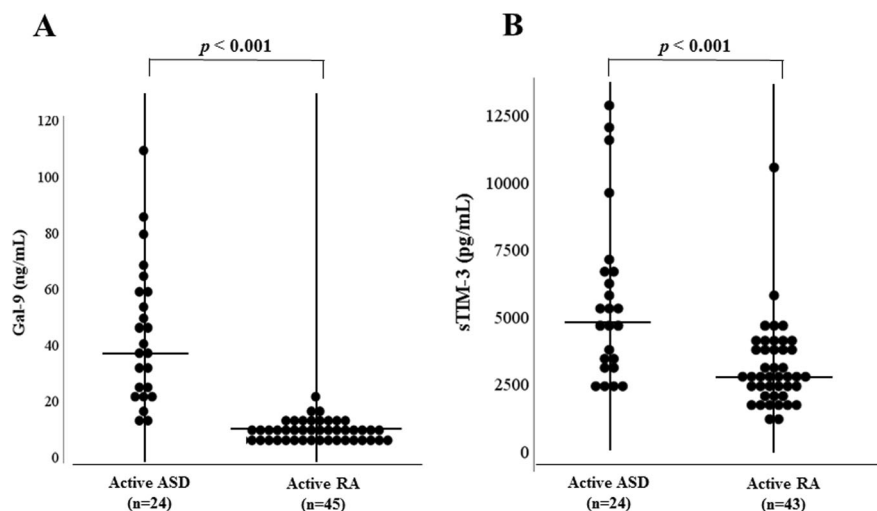 A
p < 0.001
Gal-9 (ng/mL)
120
100
80
60
40
20
0
Active ASD
(n=24)
Active RA
(n=45)
B
p < 0.001
sTIM-3 (pg/mL)
12500
10000
7500
5000
2500
0
Active ASD
(n=24)
Active RA
(n=43)